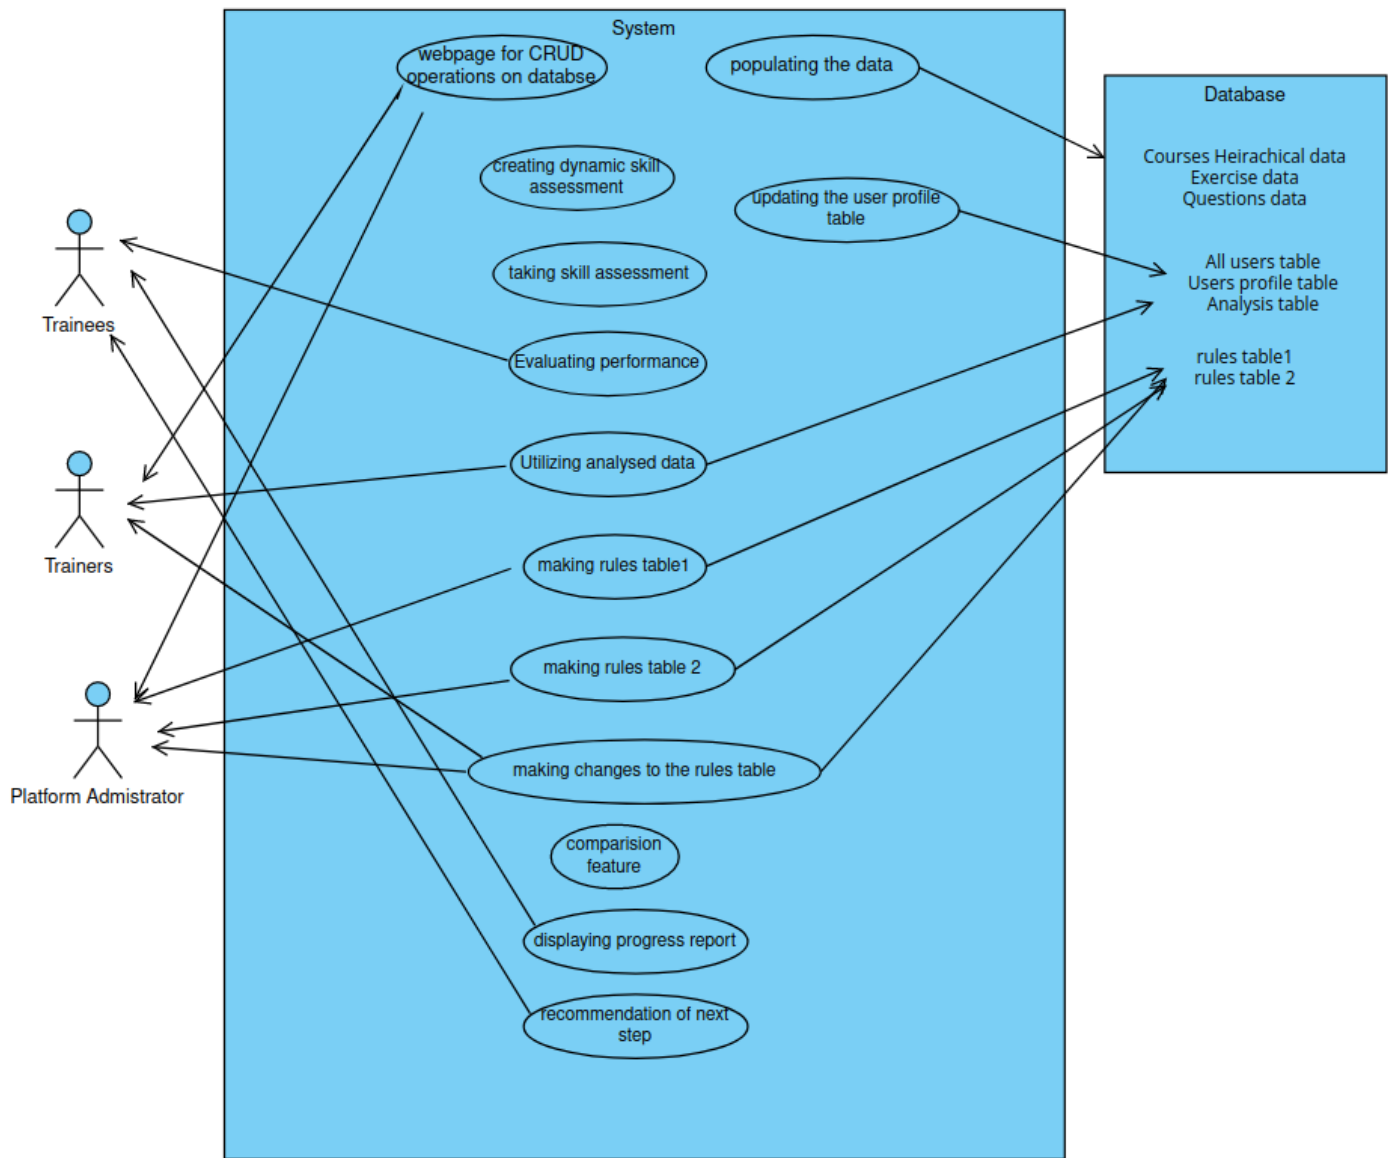 System
webpage for CRUD
operations on databse
populating the data
creating dynamic skill
assessment
updating the user profile
table
taking skill assessment
Evaluating performance
Utilizing analysed data
making rules table1
making rules table 2
making changes to the rules table
comparision
feature
displaying progress report
recommendation of next
step
Trainees
Trainers
Platform Admistrator
Database
Courses Heirachical data
Exercise data
Questions data
All users table
Users profile table
Analysis table
rules table1
rules table 2